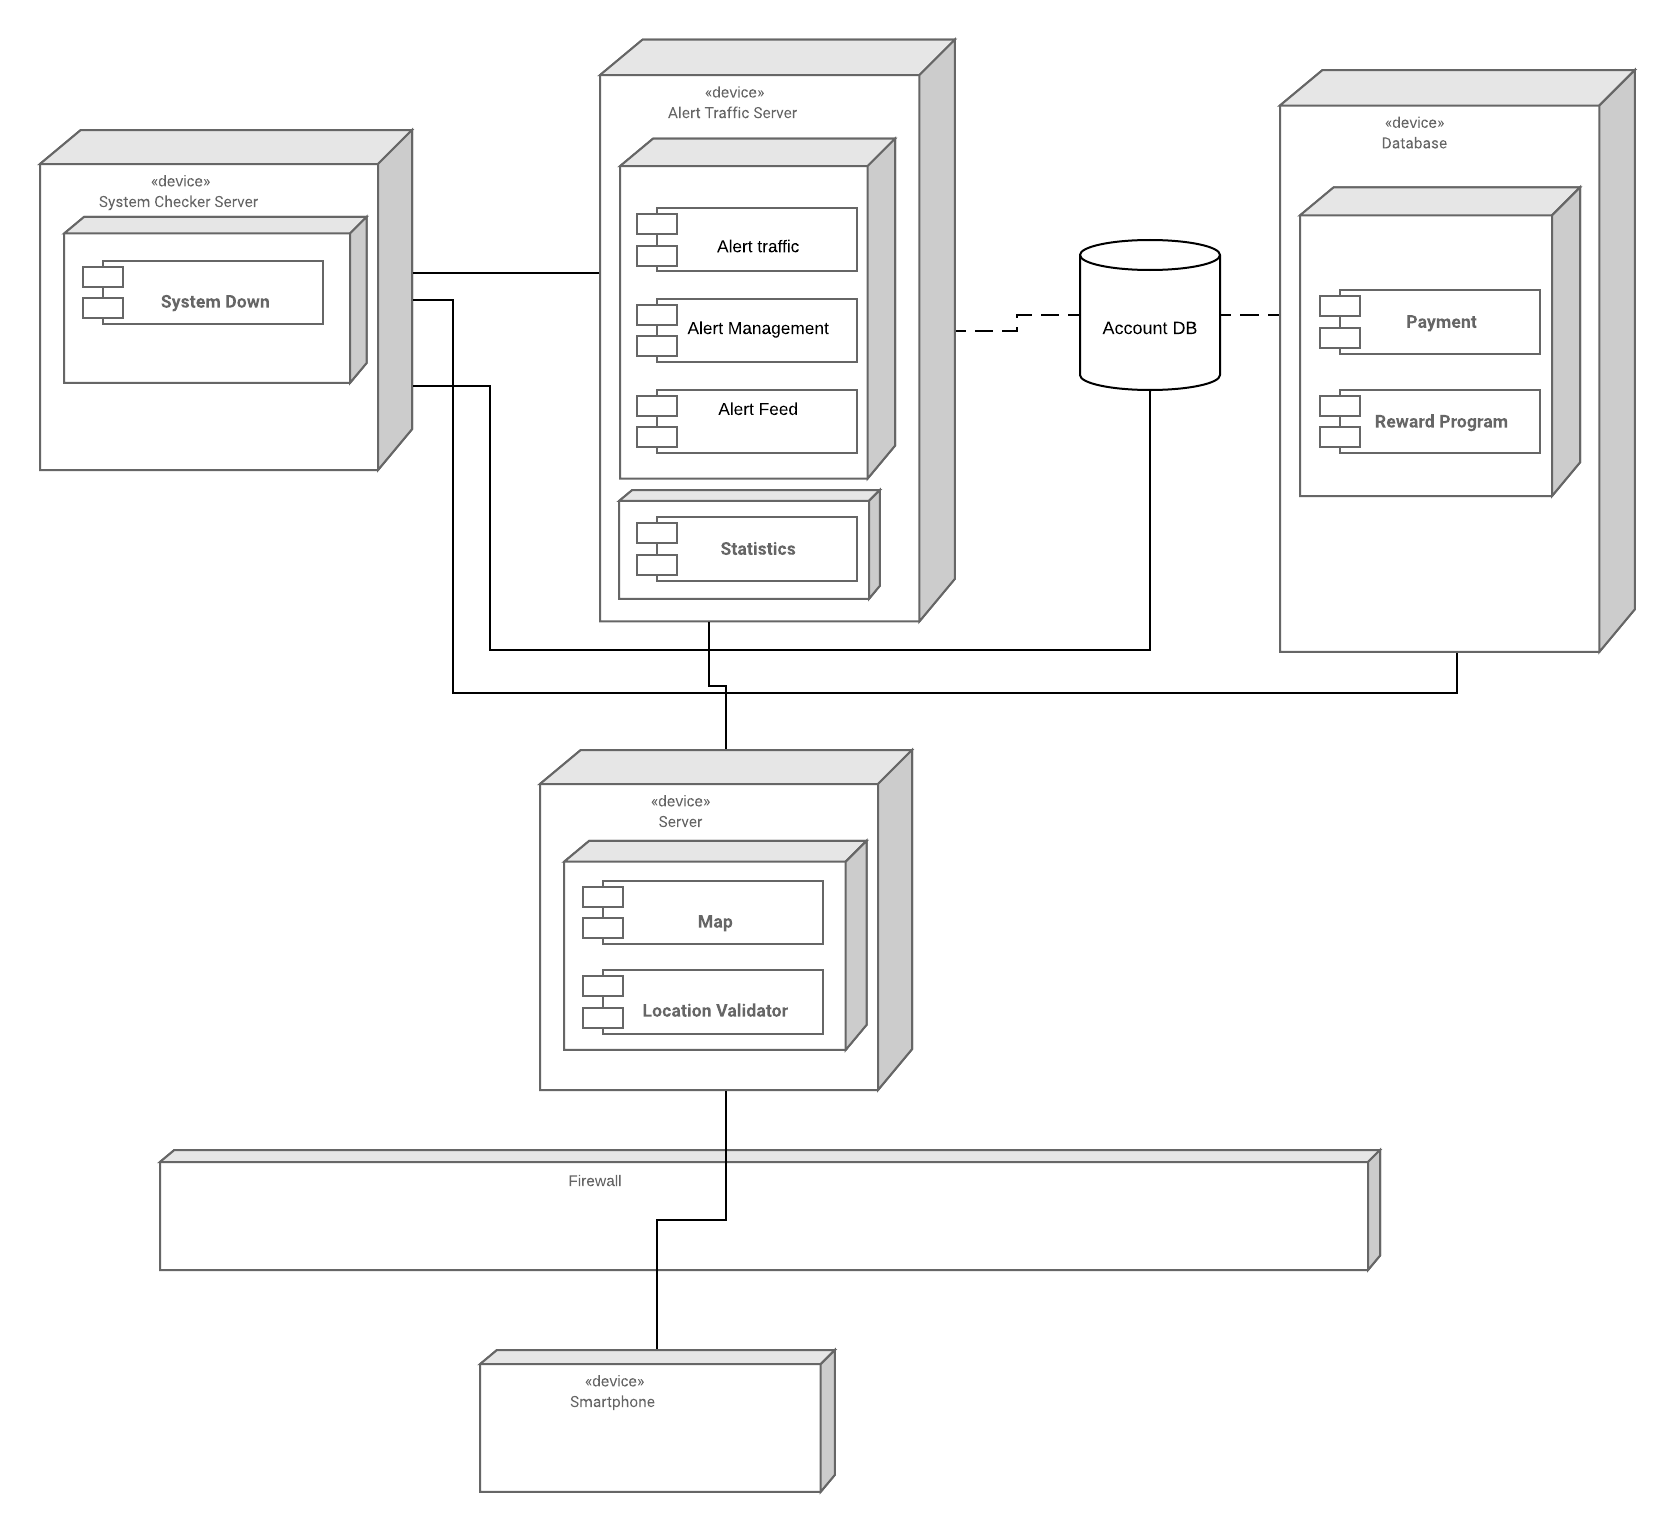 «device»
Alert Traffic Server
«device»
Database
«device»
System Checker Server
Alert traffic
System Down
Alert Management
Account DB
Payment
Alert Feed
Reward Program
Statistics
«device»
Server
Map
Location Validator
Firewall
«device»
Smartphone